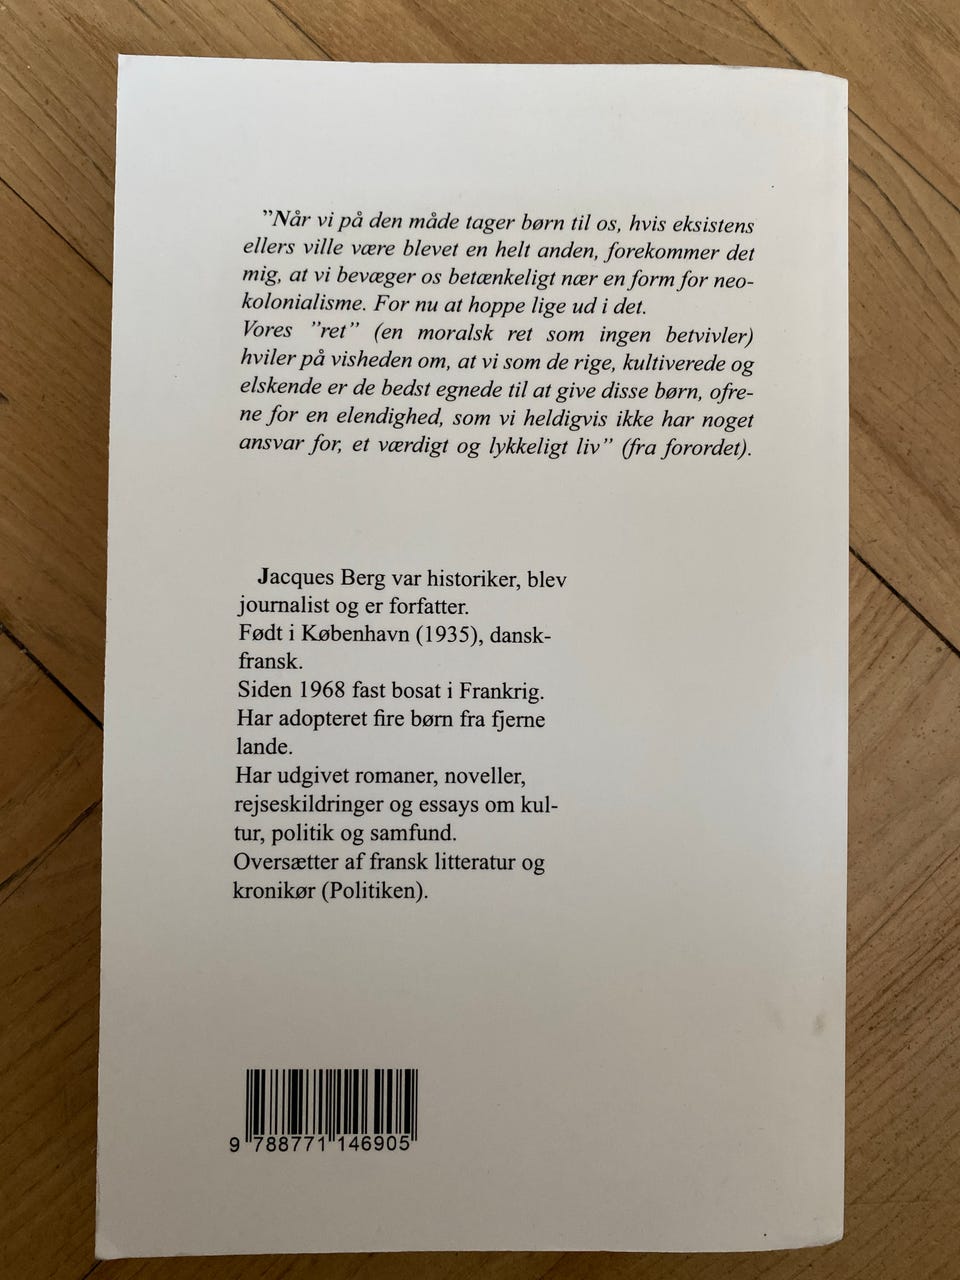 ”Når vi på den måde tager børn til os, hvis eksistens
ellers ville være blevet en helt anden, forekommer det
mig, at vi bevæger os betænkeligt nær en form for neo-
kolonialisme. For nu at hoppe lige ud i det.
Vores ”ret” (en moralsk ret som ingen betvivler)
hviler på visheden om, at vi som de rige, kultiverede og
elskende er de bedst egnede til at give disse børn, ofre-
ne for en elendighed, som vi heldigvis ikke har noget
ansvar for, et værdigt og lykkeligt liv” (fra forordet).
Jacques Berg var historiker, blev
journalist og er forfatter.
Født i København (1935), dansk-
fransk.
Siden 1968 fast bosat i Frankrig.
Har adopteret fire børn fra fjerne
lande.
Har udgivet romaner, noveller,
rejseskildringer og essays om kul-
tur, politik og samfund.
Oversætter af fransk litteratur og
kronikør (Politiken).
9 788771 146905